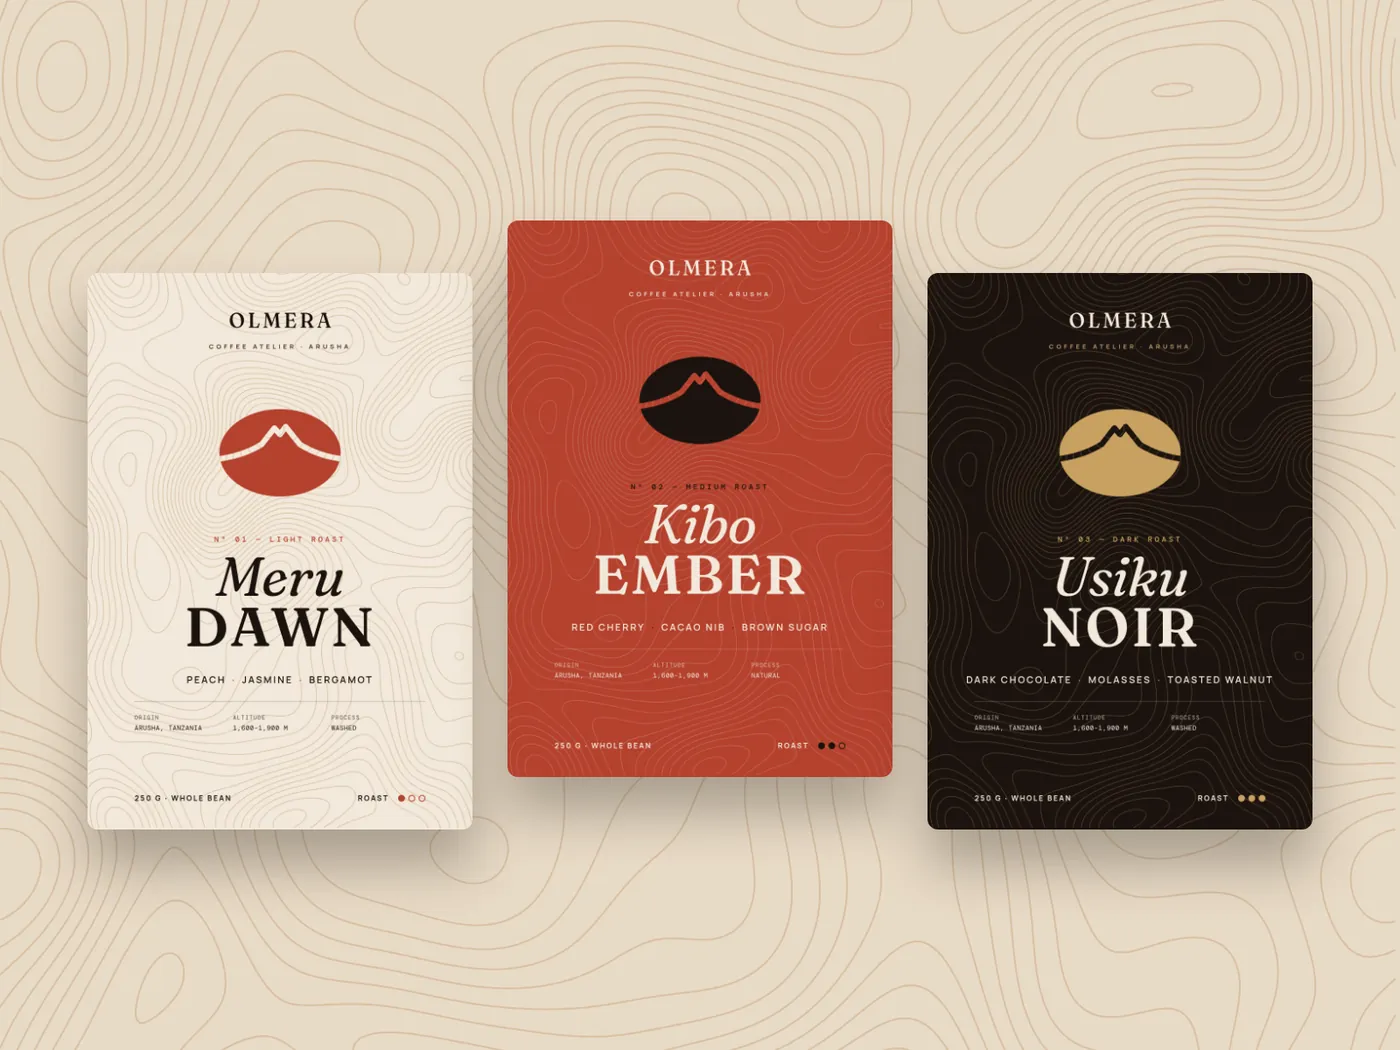 OLMERA
COFFEE ATELIER · ARUSHA
N° 01 — LIGHT ROAST
Meru
DAWN
PEACH · JASMINE · BERGAMOT
ORIGIN ALTITUDE PROCESS
ARUSHA, TANZANIA 1,600–1,900 M WASHED
250 G · WHOLE BEAN ROAST
OLMERA
COFFEE ATELIER · ARUSHA
N° 02 — MEDIUM ROAST
Kibo
EMBER
RED CHERRY · CACAO NIB · BROWN SUGAR
ORIGIN ALTITUDE PROCESS
ARUSHA, TANZANIA 1,600–1,900 M NATURAL
250 G · WHOLE BEAN ROAST
OLMERA
COFFEE ATELIER · ARUSHA
N° 03 — DARK ROAST
Usiku
NOIR
DARK CHOCOLATE · MOLASSES · TOASTED WALNUT
ORIGIN ALTITUDE PROCESS
ARUSHA, TANZANIA 1,600–1,900 M WASHED
250 G · WHOLE BEAN ROAST